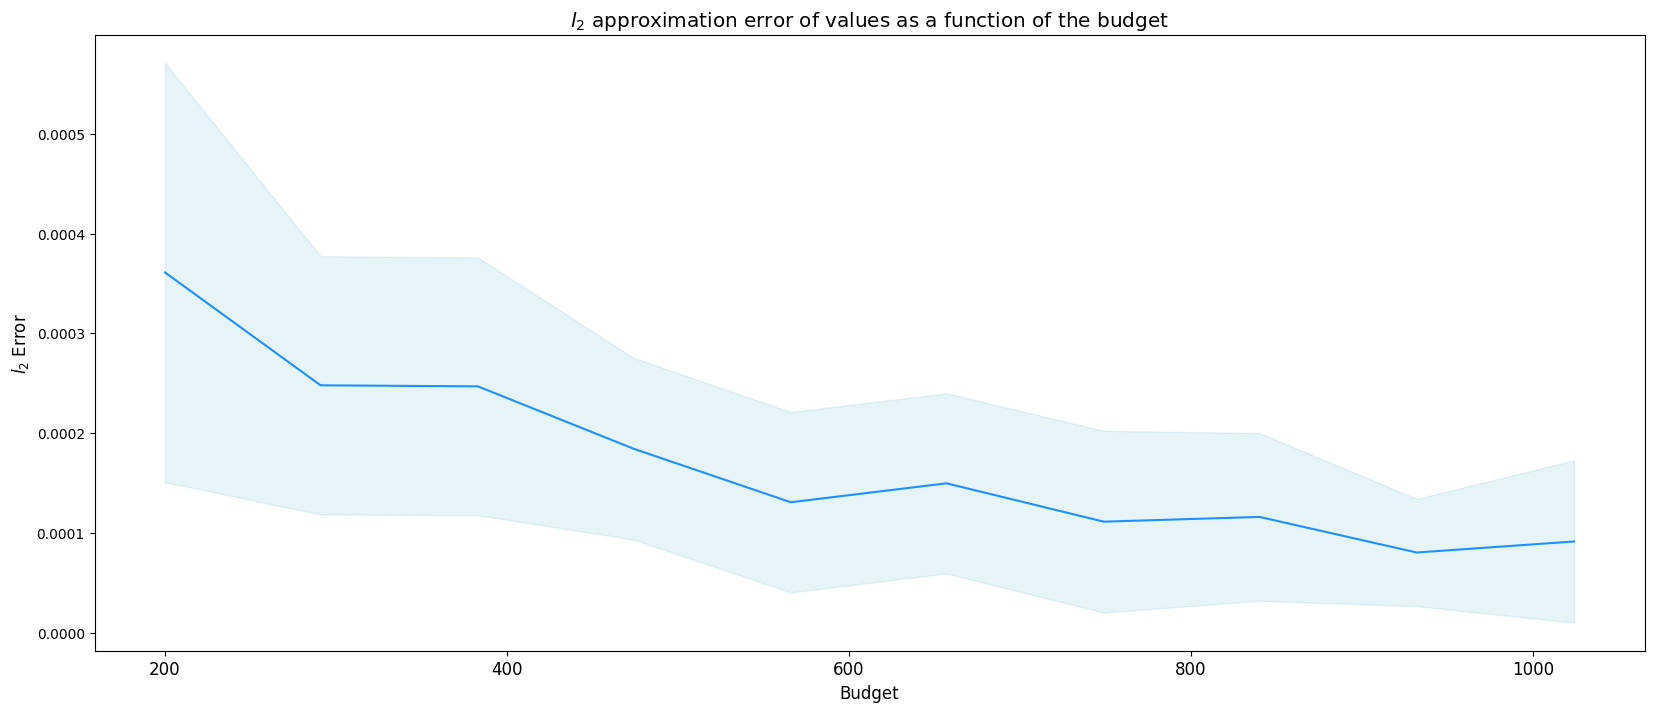 l₂ approximation error of values as a function of the budget
l₂ Error
0.0005
0.0004
0.0003
0.0002
0.0001
0.0000
200 400 600 800 1000
Budget